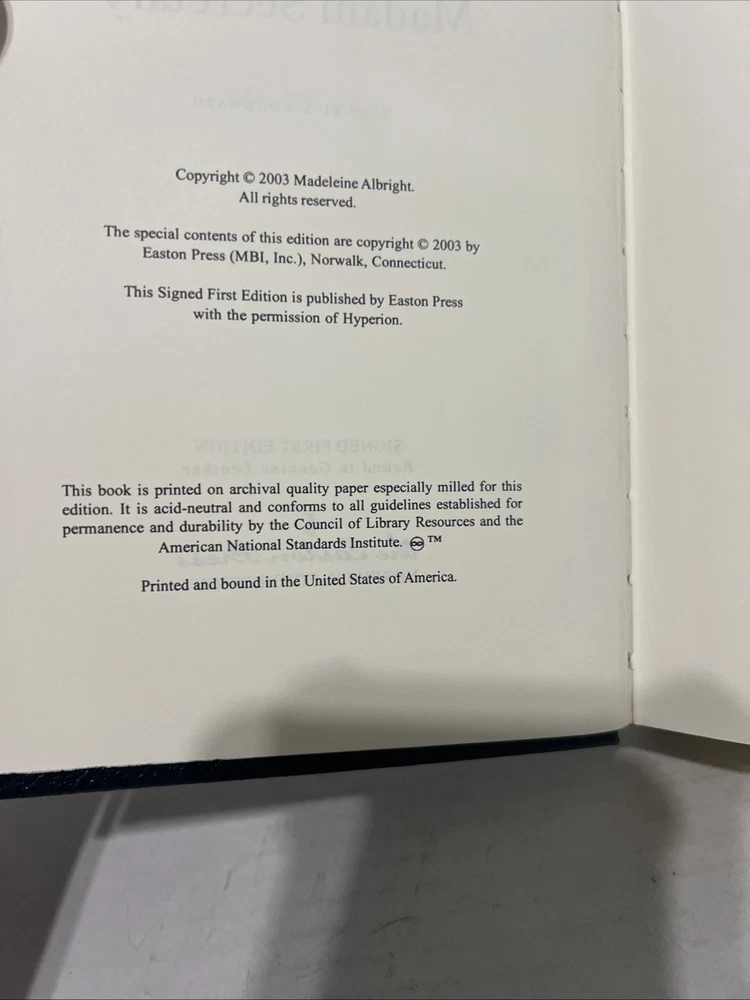 Copyright © 2003 Madeleine Albright.
All rights reserved.
The special contents of this edition are copyright © 2003 by
Easton Press (MBI, Inc.), Norwalk, Connecticut.
This Signed First Edition is published by Easton Press
with the permission of Hyperion.
This book is printed on archival quality paper especially milled for this
edition. It is acid-neutral and conforms to all guidelines established for
permanence and durability by the Council of Library Resources and the
American National Standards Institute. ♾™
Printed and bound in the United States of America.